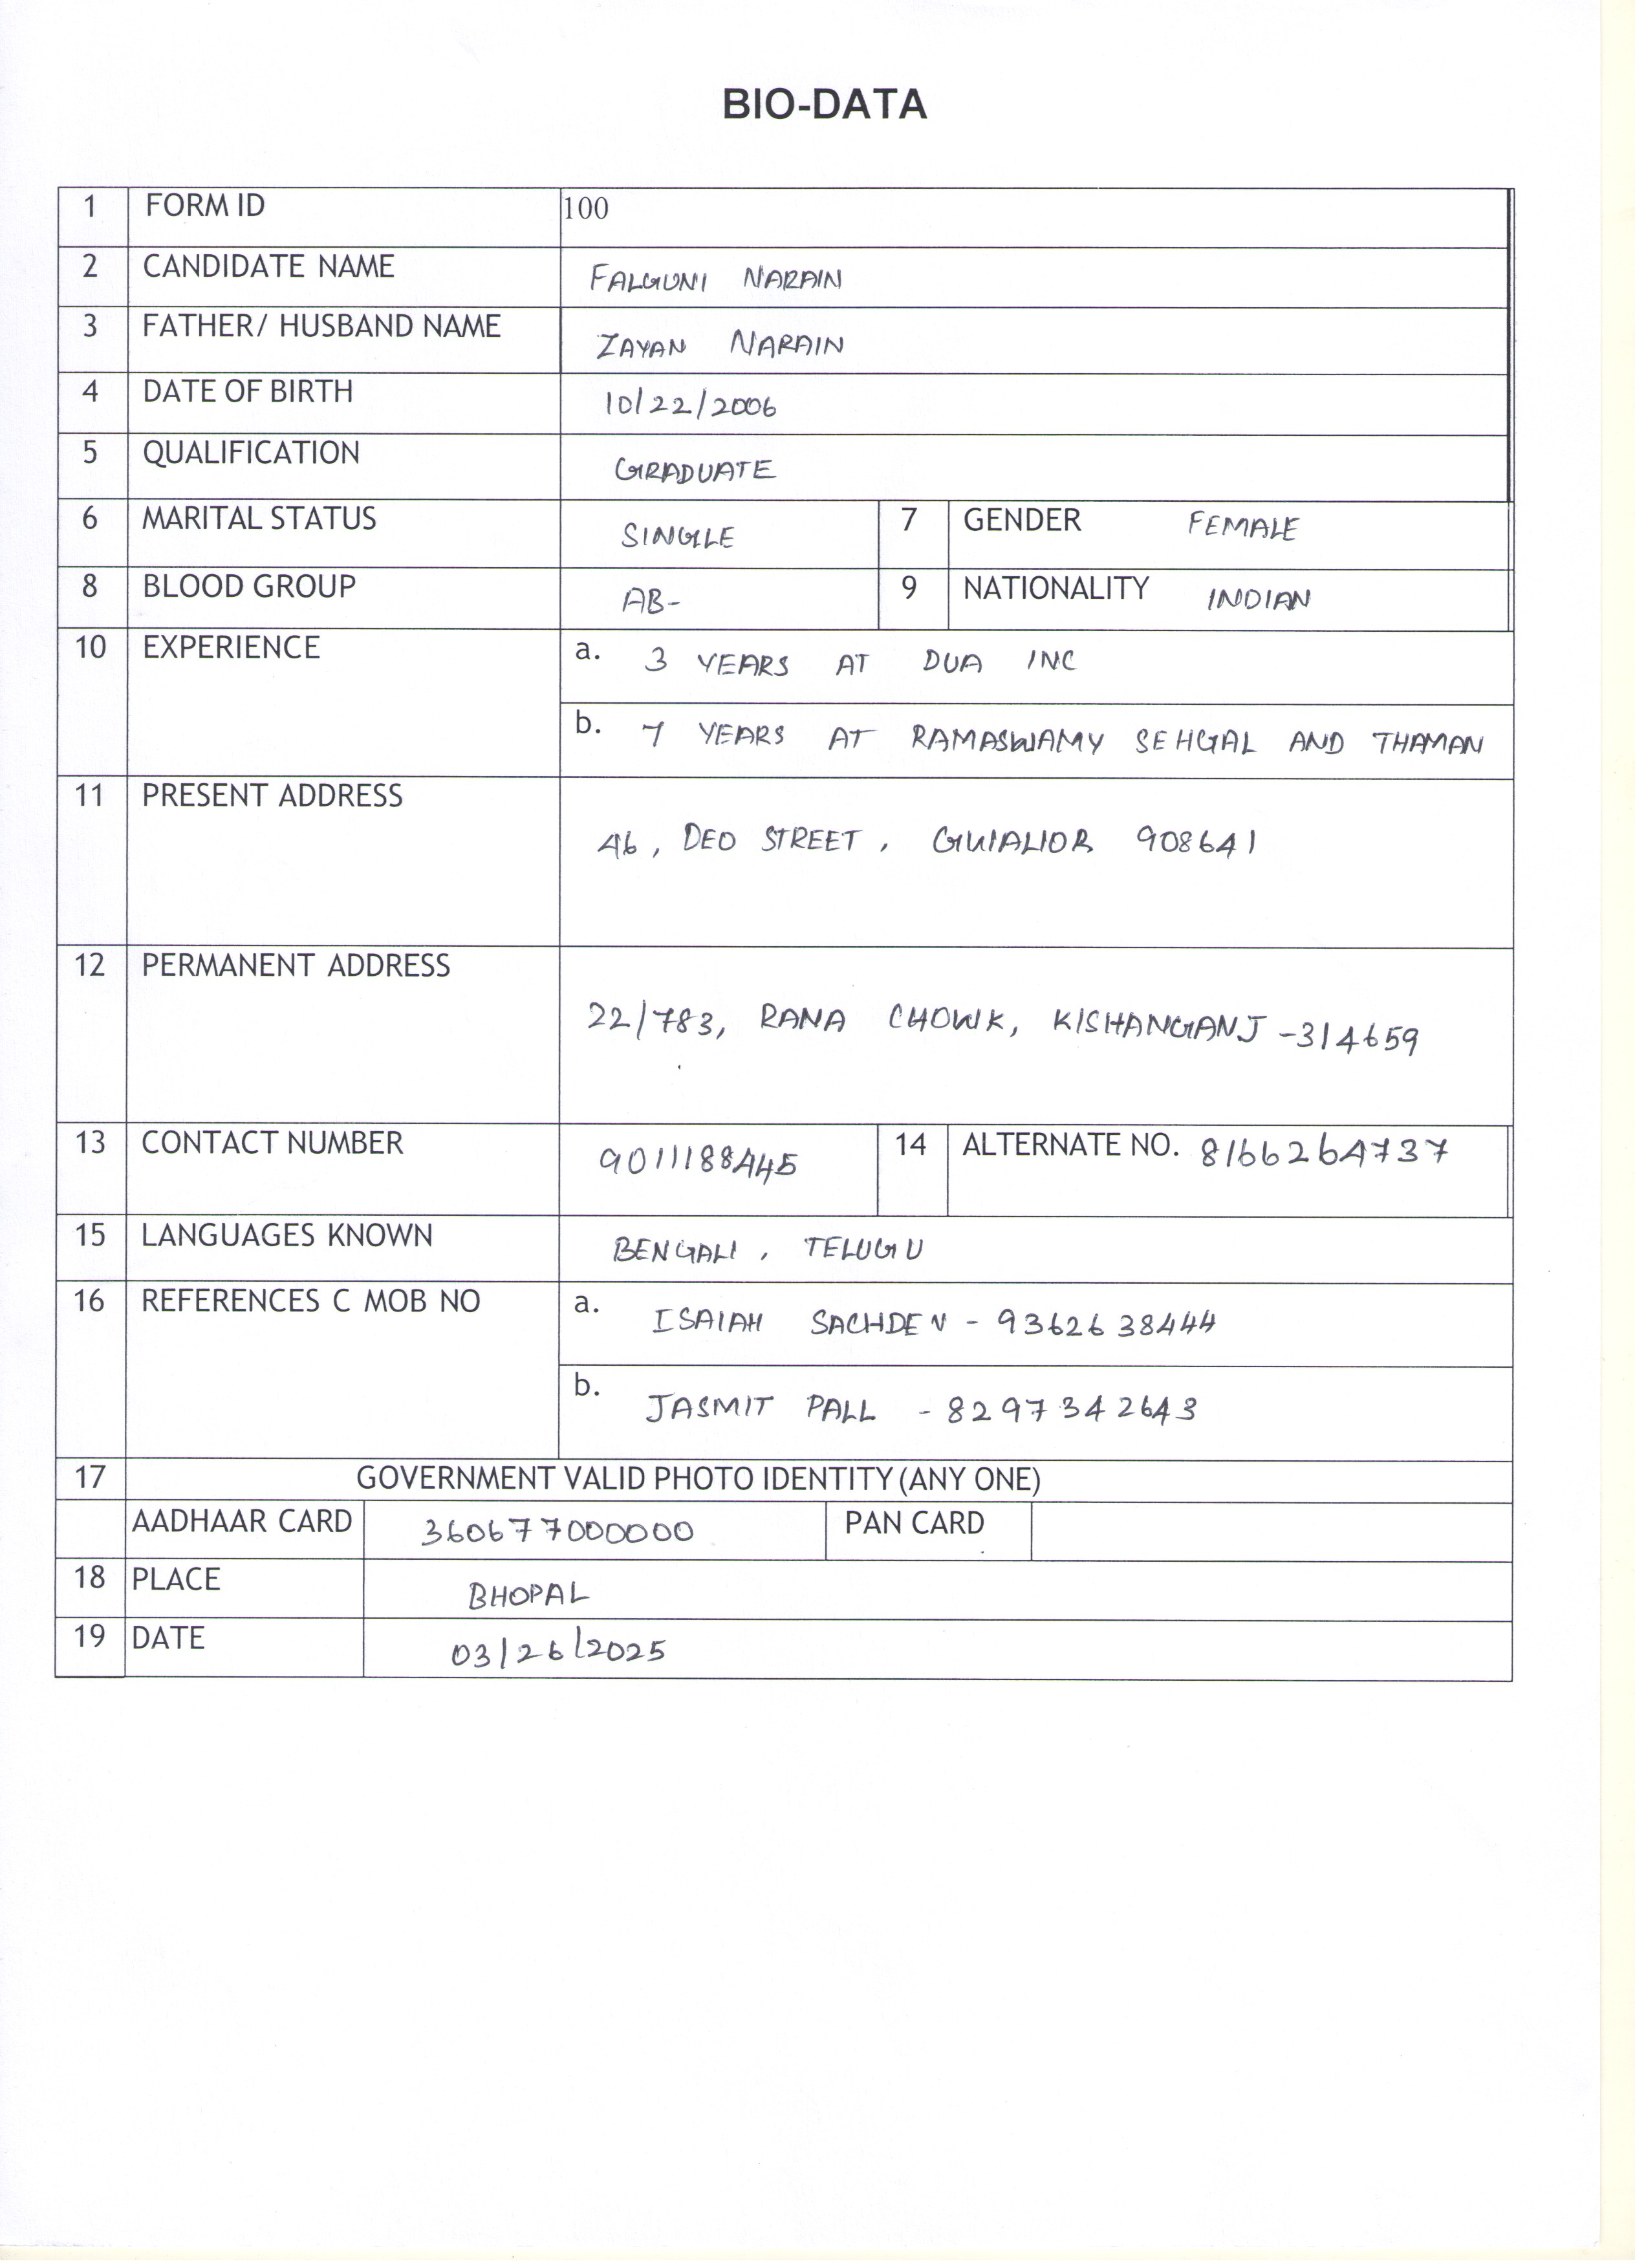 BIO-DATA
1 FORM ID 100
2 CANDIDATE NAME FALGUNI NARAIN
3 FATHER/ HUSBAND NAME ZAYAN NARAIN
4 DATE OF BIRTH 10/22/2006
5 QUALIFICATION GRADUATE
6 MARITAL STATUS SINGLE 7 GENDER FEMALE
8 BLOOD GROUP AB- 9 NATIONALITY INDIAN
10 EXPERIENCE a. 3 YEARS AT DUA INC
b. 7 YEARS AT RAMASWAMY SEHGAL AND THAMAN
11 PRESENT ADDRESS
46, DEO STREET, GWALIOR 908641
12 PERMANENT ADDRESS
22/783, RANA CHOWK, KISHANGANJ -314659
13 CONTACT NUMBER 9011188445 14 ALTERNATE NO. 8166264737
15 LANGUAGES KNOWN BENGALI, TELUGU
16 REFERENCES C MOB NO a. ISAIAH SACHDEV - 9362638444
b. JASMIT PALL - 8297342643
17 GOVERNMENT VALID PHOTO IDENTITY (ANY ONE)
AADHAAR CARD 360677000000 PAN CARD
18 PLACE BHOPAL
19 DATE 03/26/2025